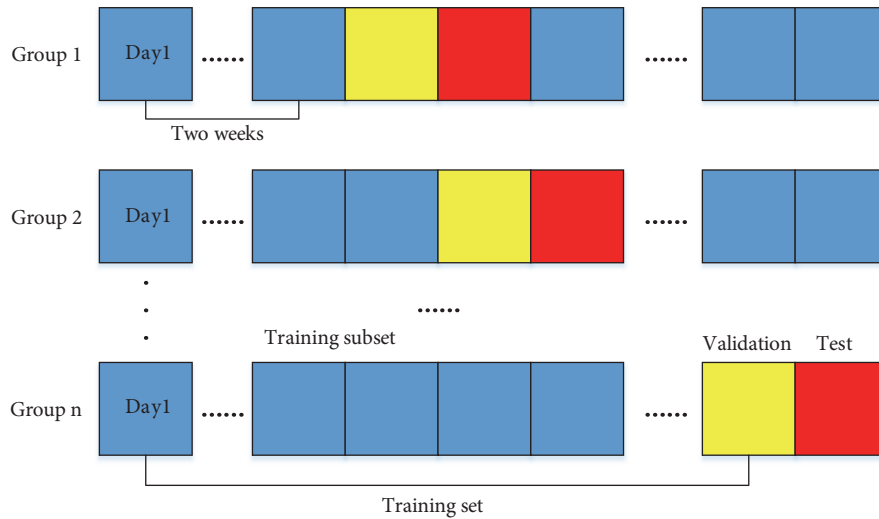 Group 1
Day1
......
......
Two weeks
Group 2
Day1
......
......
......
Training subset
Validation
Test
Group n
Day1
......
......
Training set